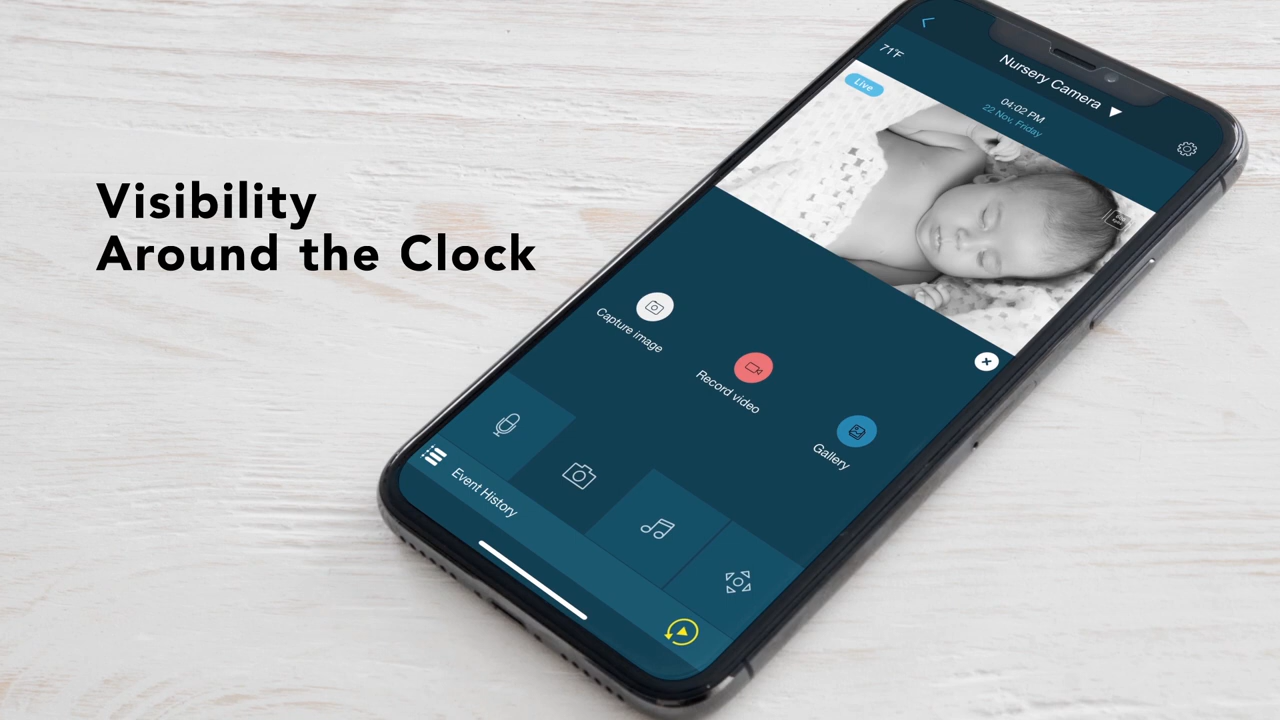 Visibility
Around the Clock
71°F
Nursery Camera
Live
04:02 PM
22 Nov, Friday
Capture image
Record video
Gallery
Event History